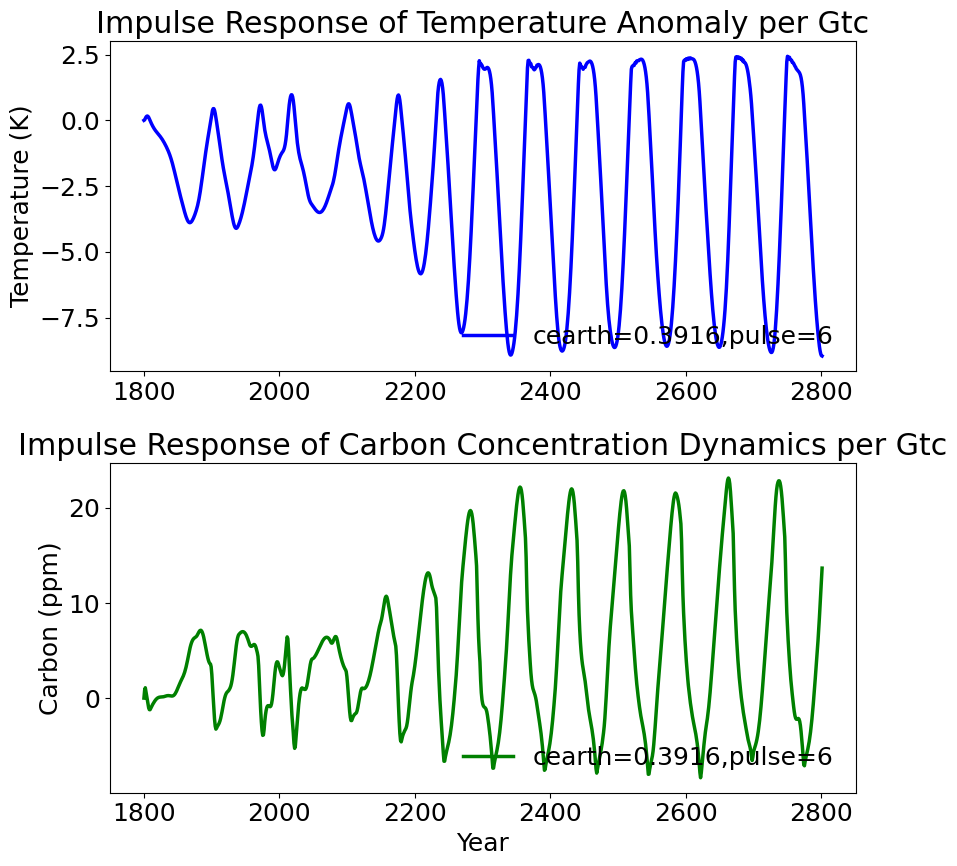 Impulse Response of Temperature Anomaly per Gtc
Temperature (K)
2.5
0.0
−2.5
−5.0
−7.5
cearth=0.3916,pulse=6
1800 2000 2200 2400 2600 2800
Impulse Response of Carbon Concentration Dynamics per Gtc
Carbon (ppm)
20
10
0
cearth=0.3916,pulse=6
1800 2000 2200 2400 2600 2800
Year